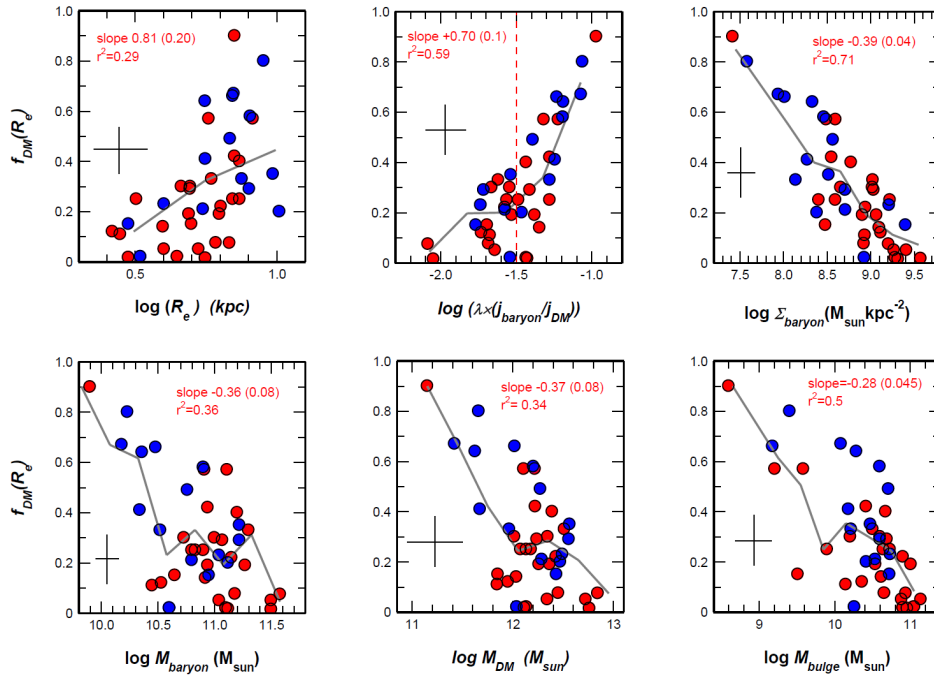 1.0
0.8
0.6
0.4
0.2
0
f_DM(R_e)
slope 0.81 (0.20)
r²=0.29
0.5
1.0
log (R_e) (kpc)
1.0
0.8
0.6
0.4
0.2
0
slope +0.70 (0.1)
r²=0.59
-2.0
-1.5
-1.0
log (λ×(j_baryon/j_DM))
1.0
0.8
0.6
0.4
0.2
0
slope -0.39 (0.04)
r²=0.71
7.5
8.0
8.5
9.0
9.5
log Σ_baryon(M_sun kpc⁻²)
1.0
0.8
0.6
0.4
0.2
0
f_DM(R_e)
slope -0.36 (0.08)
r²=0.36
10.0
10.5
11.0
11.5
log M_baryon (M_sun)
1.0
0.8
0.6
0.4
0.2
0
slope -0.37 (0.08)
r²= 0.34
11
12
13
log M_DM (M_sun)
1.0
0.8
0.6
0.4
0.2
0
slope=-0.28 (0.045)
r²=0.5
9
10
11
log M_bulge (M_sun)